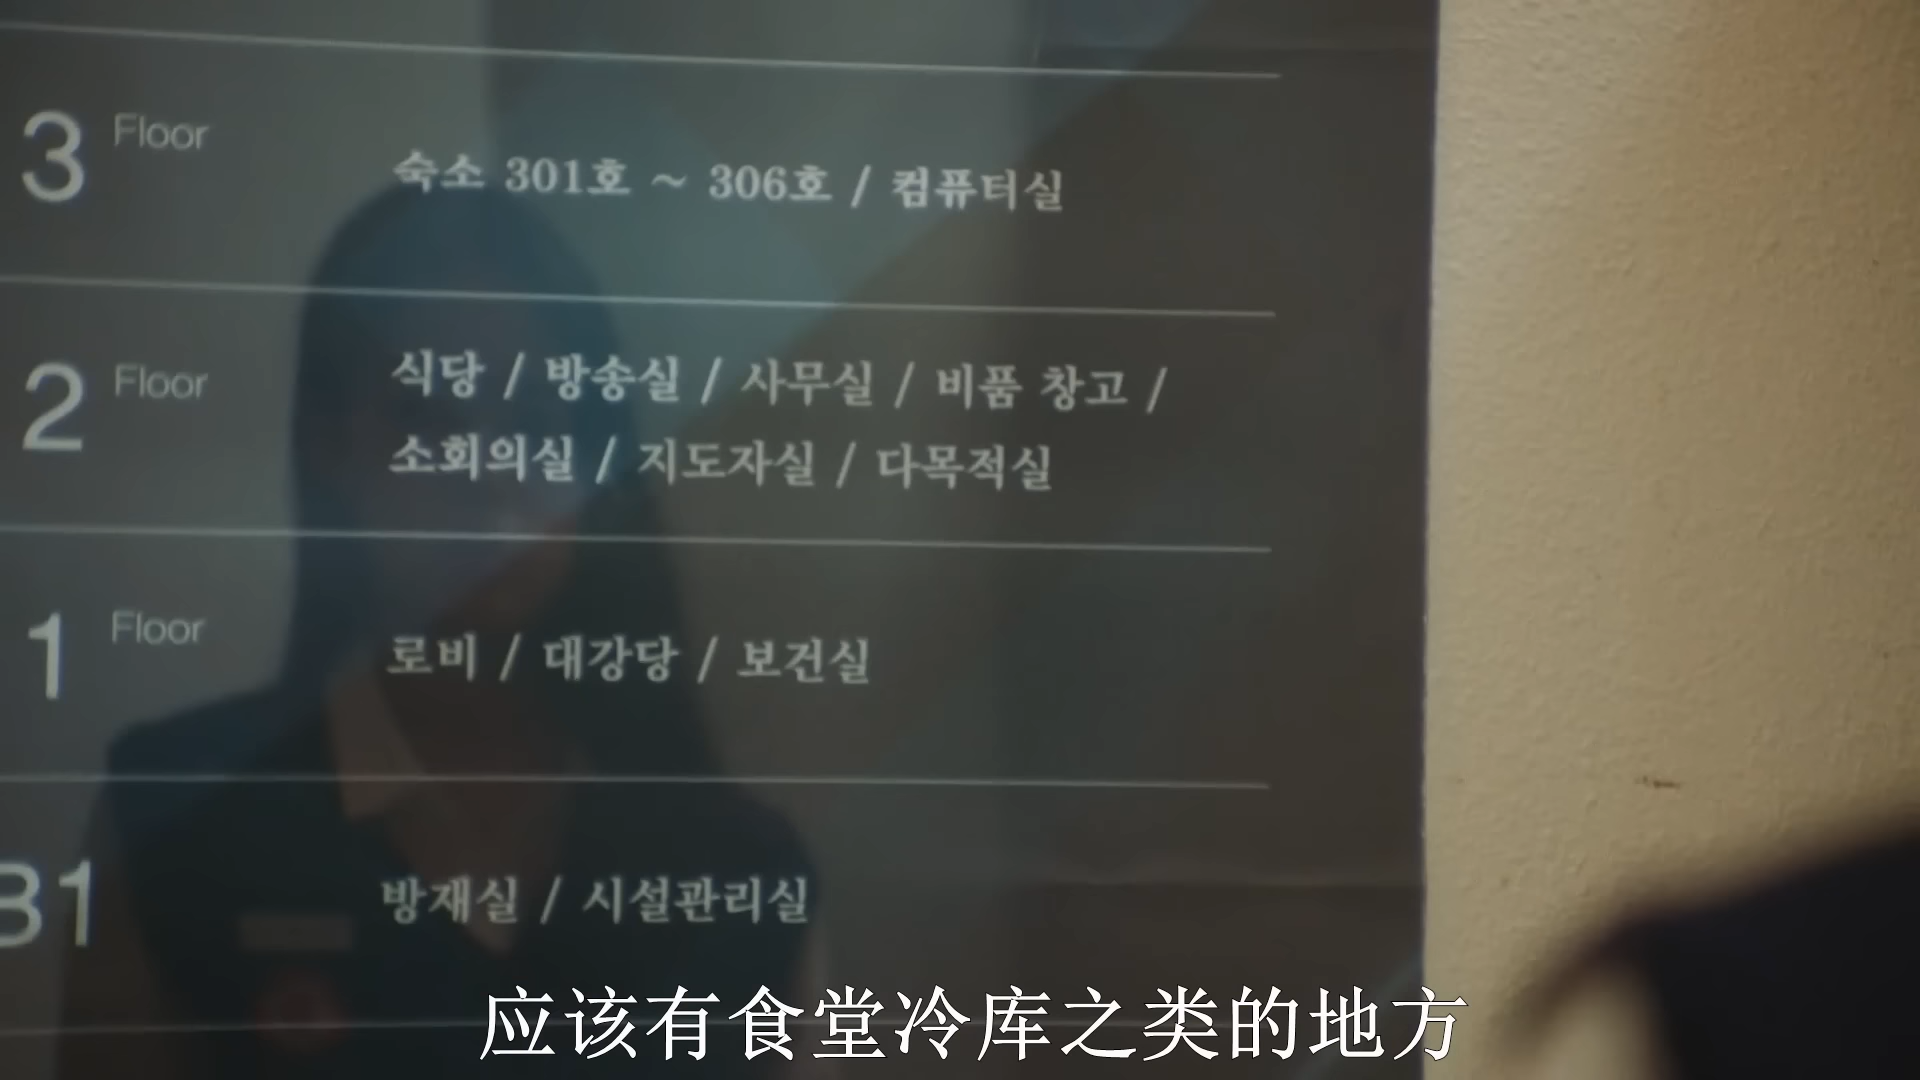 3 Floor 숙소 301호 ~ 306호 / 컴퓨터실
2 Floor 식당 / 방송실 / 사무실 / 비품 창고 /
소회의실 / 지도자실 / 다목적실
1 Floor 로비 / 대강당 / 보건실
B1 방재실 / 시설관리실
应该有食堂冷库之类的地方